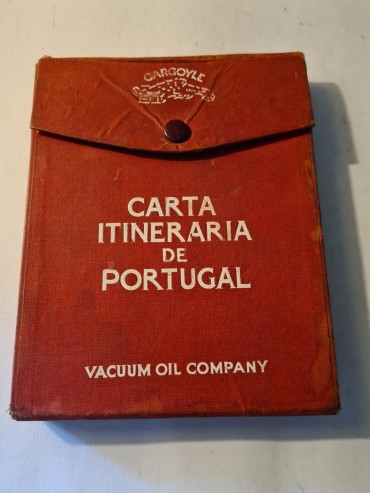 GARGOYLE
CARTA
ITINERARIA
DE
PORTUGAL
VACUUM OIL COMPANY